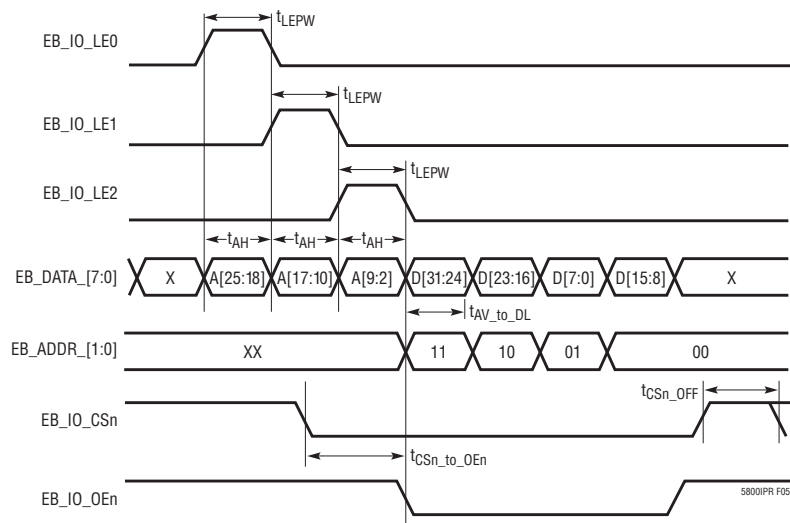 tLEPW
EB_IO_LE0
tLEPW
EB_IO_LE1
tLEPW
EB_IO_LE2
tAH tAH tAH
EB_DATA_[7:0] X A[25:18] A[17:10] A[9:2] D[31:24] D[23:16] D[7:0] D[15:8] X
tAV_to_DL
EB_ADDR_[1:0] XX 11 10 01 00
tCSn_OFF
EB_IO_CSn
tCSn_to_OEn
EB_IO_OEn
5800IPR F05